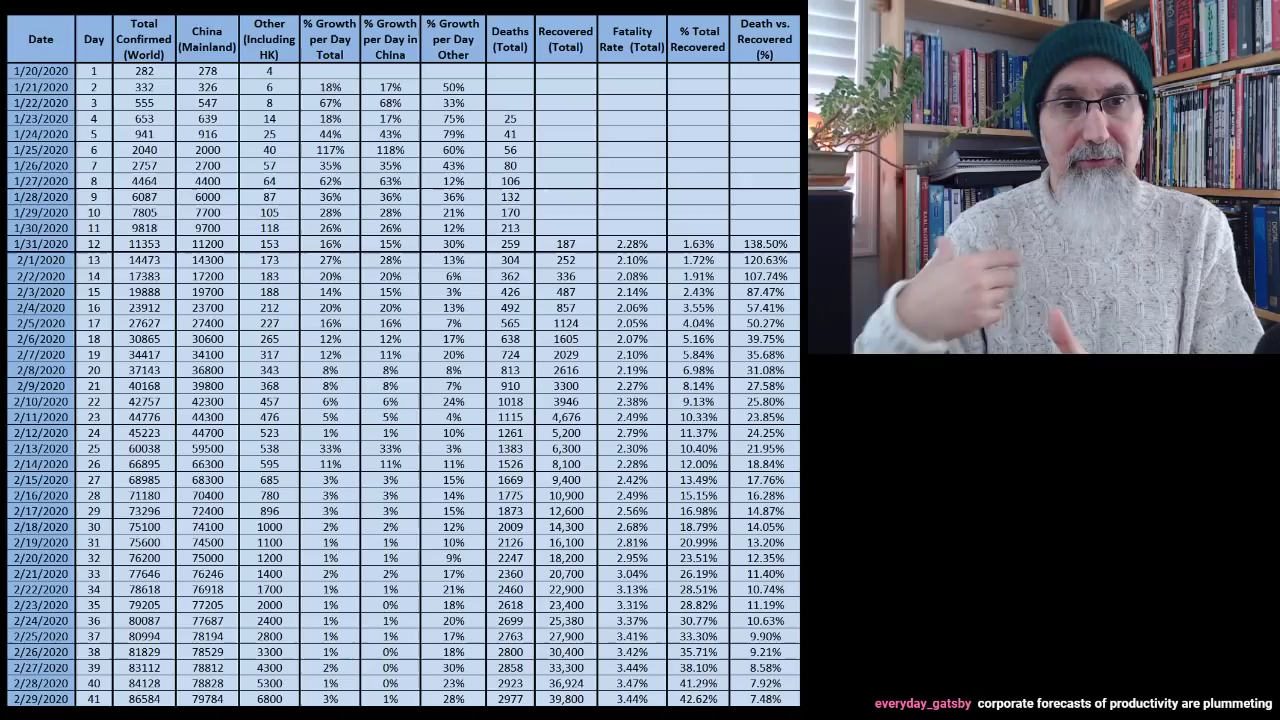 Date Day Total Confirmed (World) China (Mainland) Other (Including HK) % Growth per Day Total % Growth per Day in China % Growth per Day Other Deaths (Total) Recovered (Total) Fatality Rate (Total) % Total Recovered Death vs. Recovered (%)
1/20/2020 1 282 278 4
1/21/2020 2 332 326 6 18% 17% 50%
1/22/2020 3 555 547 8 67% 68% 33%
1/23/2020 4 653 639 14 18% 17% 75% 25
1/24/2020 5 941 916 25 44% 43% 79% 41
1/25/2020 6 2040 2000 40 117% 118% 60% 56
1/26/2020 7 2757 2700 57 35% 35% 43% 80
1/27/2020 8 4464 4400 64 62% 63% 12% 106
1/28/2020 9 6087 6000 87 36% 36% 36% 132
1/29/2020 10 7805 7700 105 28% 28% 21% 170
1/30/2020 11 9818 9700 118 26% 26% 12% 213
1/31/2020 12 11353 11200 153 16% 15% 30% 259 187 2.28% 1.63% 138.50%
2/1/2020 13 14473 14300 173 27% 28% 13% 304 252 2.10% 1.72% 120.63%
2/2/2020 14 17383 17200 183 20% 20% 6% 362 336 2.08% 1.91% 107.74%
2/3/2020 15 19888 19700 188 14% 15% 3% 426 487 2.14% 2.43% 87.47%
2/4/2020 16 23912 23700 212 20% 20% 13% 492 857 2.06% 3.55% 57.41%
2/5/2020 17 27627 27400 227 16% 16% 7% 565 1124 2.05% 4.04% 50.27%
2/6/2020 18 30865 30600 265 12% 12% 17% 638 1605 2.07% 5.16% 39.75%
2/7/2020 19 34417 34100 317 12% 11% 20% 724 2029 2.10% 5.84% 35.68%
2/8/2020 20 37143 36800 343 8% 8% 8% 813 2616 2.19% 6.98% 31.08%
2/9/2020 21 40168 39800 368 8% 8% 7% 910 3300 2.27% 8.14% 27.58%
2/10/2020 22 42757 42300 457 6% 6% 24% 1018 3946 2.38% 9.13% 25.80%
2/11/2020 23 44776 44300 476 5% 5% 4% 1115 4,676 2.49% 10.33% 23.85%
2/12/2020 24 45223 44700 523 1% 1% 10% 1261 5,200 2.79% 11.37% 24.25%
2/13/2020 25 60038 59500 538 33% 33% 3% 1383 6,300 2.30% 10.40% 21.95%
2/14/2020 26 66895 66300 595 11% 11% 11% 1526 8,100 2.28% 12.00% 18.84%
2/15/2020 27 68985 68300 685 3% 3% 15% 1669 9,400 2.42% 13.49% 17.76%
2/16/2020 28 71180 70400 780 3% 3% 14% 1775 10,900 2.49% 15.15% 16.28%
2/17/2020 29 73296 72400 896 3% 3% 15% 1873 12,600 2.56% 16.98% 14.87%
2/18/2020 30 75100 74100 1000 2% 2% 12% 2009 14,300 2.68% 18.79% 14.05%
2/19/2020 31 75600 74500 1100 1% 1% 10% 2126 16,100 2.81% 20.99% 13.20%
2/20/2020 32 76200 75000 1200 1% 1% 9% 2247 18,200 2.95% 23.51% 12.35%
2/21/2020 33 77646 76246 1400 2% 2% 17% 2360 20,700 3.04% 26.19% 11.40%
2/22/2020 34 78618 76918 1700 1% 1% 21% 2460 22,900 3.13% 28.51% 10.74%
2/23/2020 35 79205 77205 2000 1% 0% 18% 2618 23,400 3.31% 28.82% 11.19%
2/24/2020 36 80087 77687 2400 1% 1% 20% 2699 25,380 3.37% 30.77% 10.63%
2/25/2020 37 80994 78194 2800 1% 1% 17% 2763 27,900 3.41% 33.30% 9.90%
2/26/2020 38 81829 78529 3300 1% 0% 18% 2800 30,400 3.42% 35.71% 9.21%
2/27/2020 39 83112 78812 4300 2% 0% 30% 2858 33,300 3.44% 38.10% 8.58%
2/28/2020 40 84128 78828 5300 1% 0% 23% 2923 36,924 3.47% 41.29% 7.92%
2/29/2020 41 86584 79784 6800 3% 1% 28% 2977 39,800 3.44% 42.62% 7.48%
everyday_gatsby corporate forecasts of productivity are plummeting